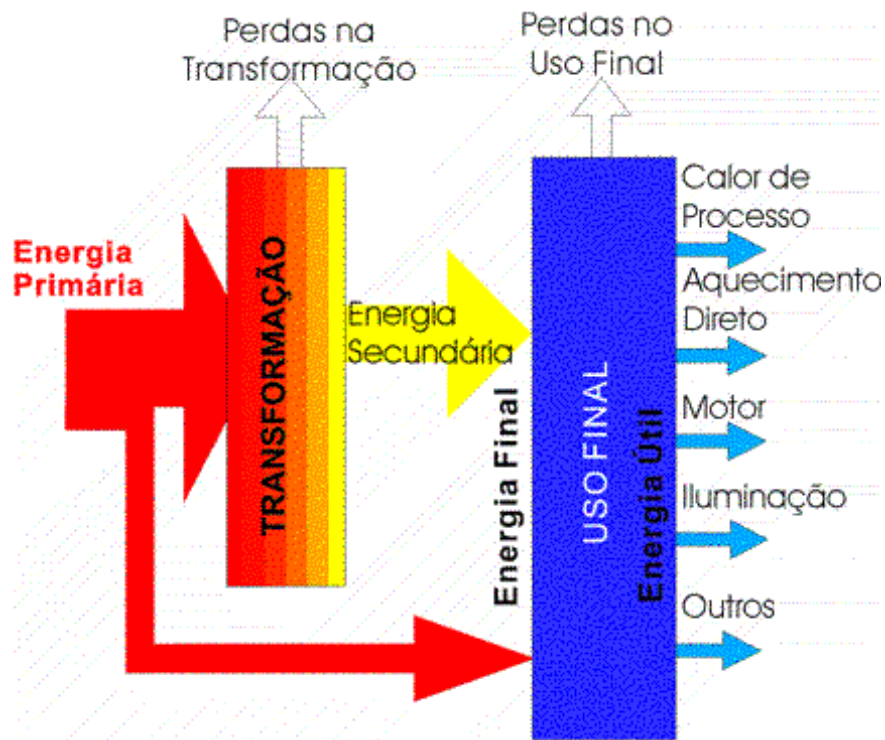 Perdas na
Transformação
Perdas no
Uso Final
Energia
Primária
TRANSFORMAÇÃO
Energia
Secundária
Energia Final
USO FINAL
Energia Útil
Calor de
Processo
Aquecimento
Direto
Motor
Iluminação
Outros